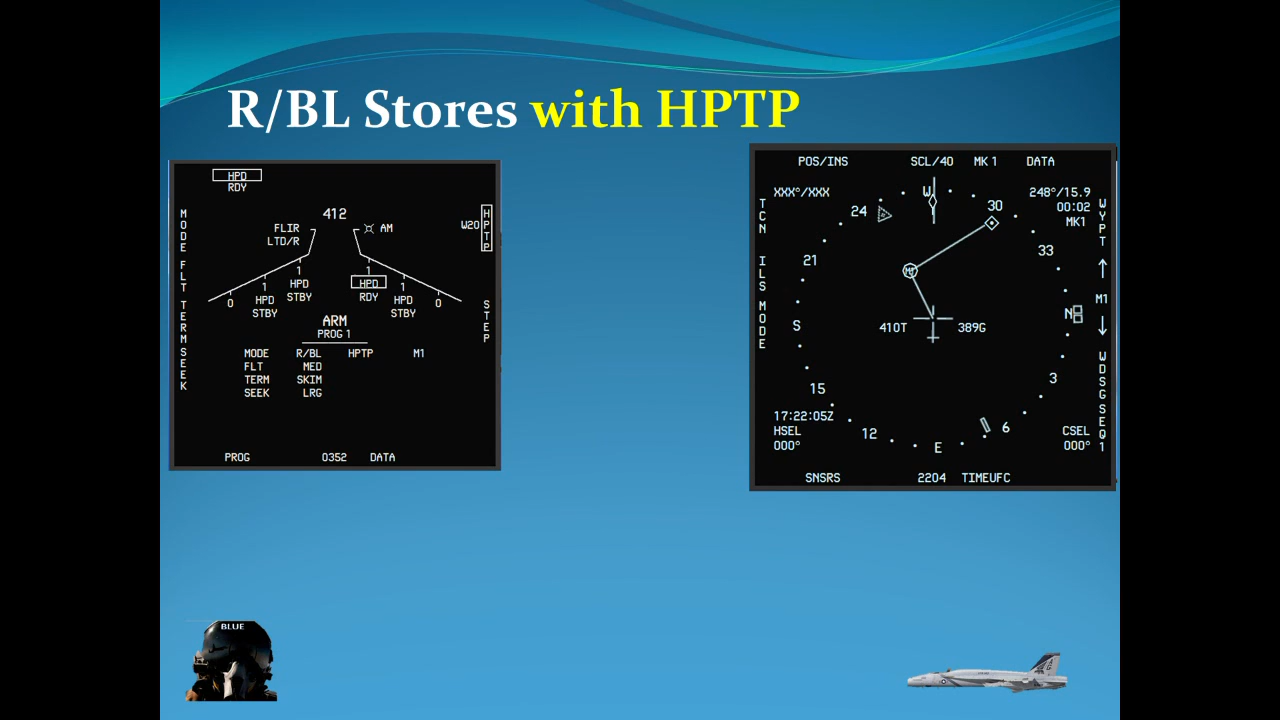 R/BL Stores with HPTP
HPD
RDY
412
FLIR
LTD/R
AM
W20
HPTP
MODE
FLT
TERM
SEEK
1
1
HPD
STBY
HPD
RDY
1
1
HPD
STBY
HPD
STBY
0
0
STEP
ARM
PROG 1
MODE R/BL HPTP M1
FLT MED
TERM SKIM
SEEK LRG
PROG 0352 DATA
POS/INS SCL/40 MK 1 DATA
XXX°/XXX
248°/15.9
00:02
MK1
TCN
ILS
MODE
WYPT
M1
WDSG
SEQ
1
W
24
30
33
21
S
N
15
3
12
6
E
410T
389G
17:22:05Z
HSEL
000°
CSEL
000°
SNSRS 2204 TIMEUFC
BLUE